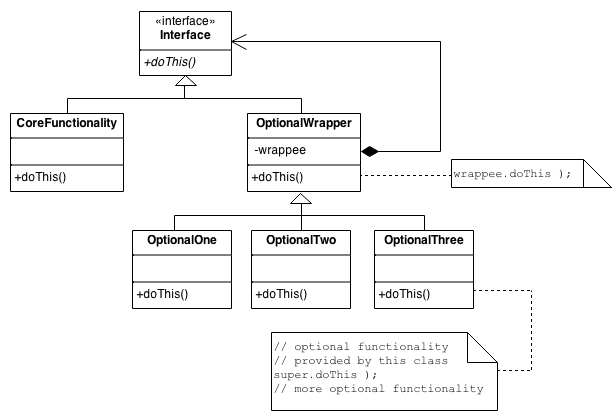 «interface»
Interface
+doThis()
CoreFunctionality
+doThis()
OptionalWrapper
-wrappee
+doThis()
wrappee.doThis );
OptionalOne
+doThis()
OptionalTwo
+doThis()
OptionalThree
+doThis()
// optional functionality
// provided by this class
super.doThis );
// more optional functionality